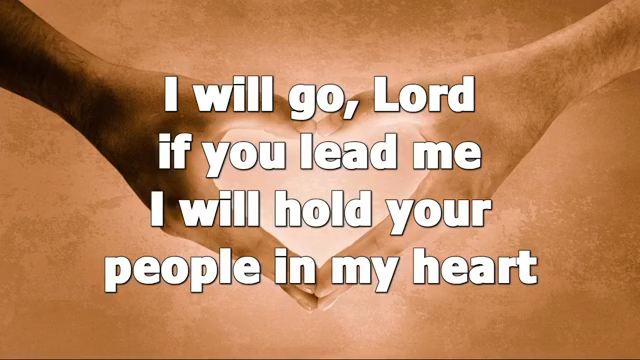 I will go, Lord
if you lead me
I will hold your
people in my heart